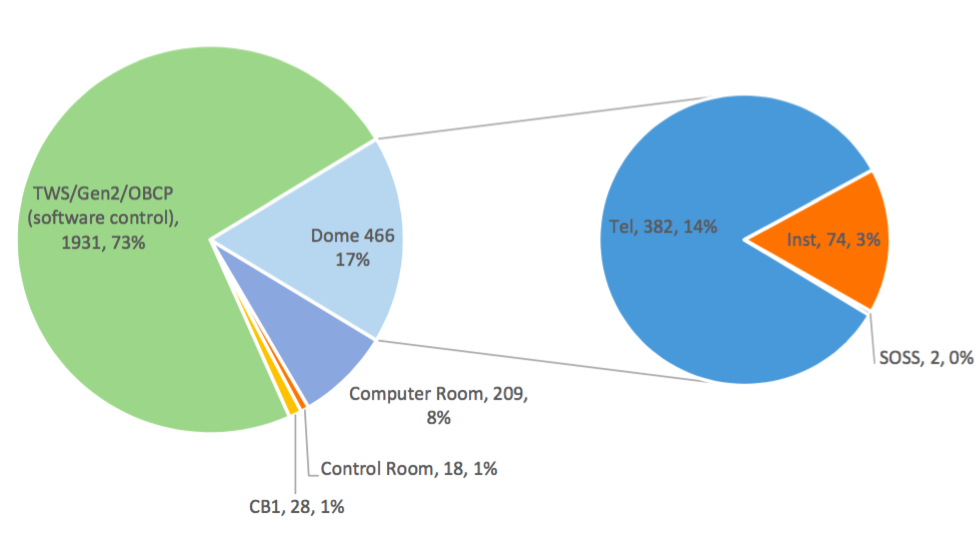 TWS/Gen2/OBCP
(software control),
1931, 73%
Dome 466
17%
Computer Room, 209,
8%
Control Room, 18, 1%
CB1, 28, 1%
Tel, 382, 14%
Inst, 74, 3%
SOSS, 2, 0%